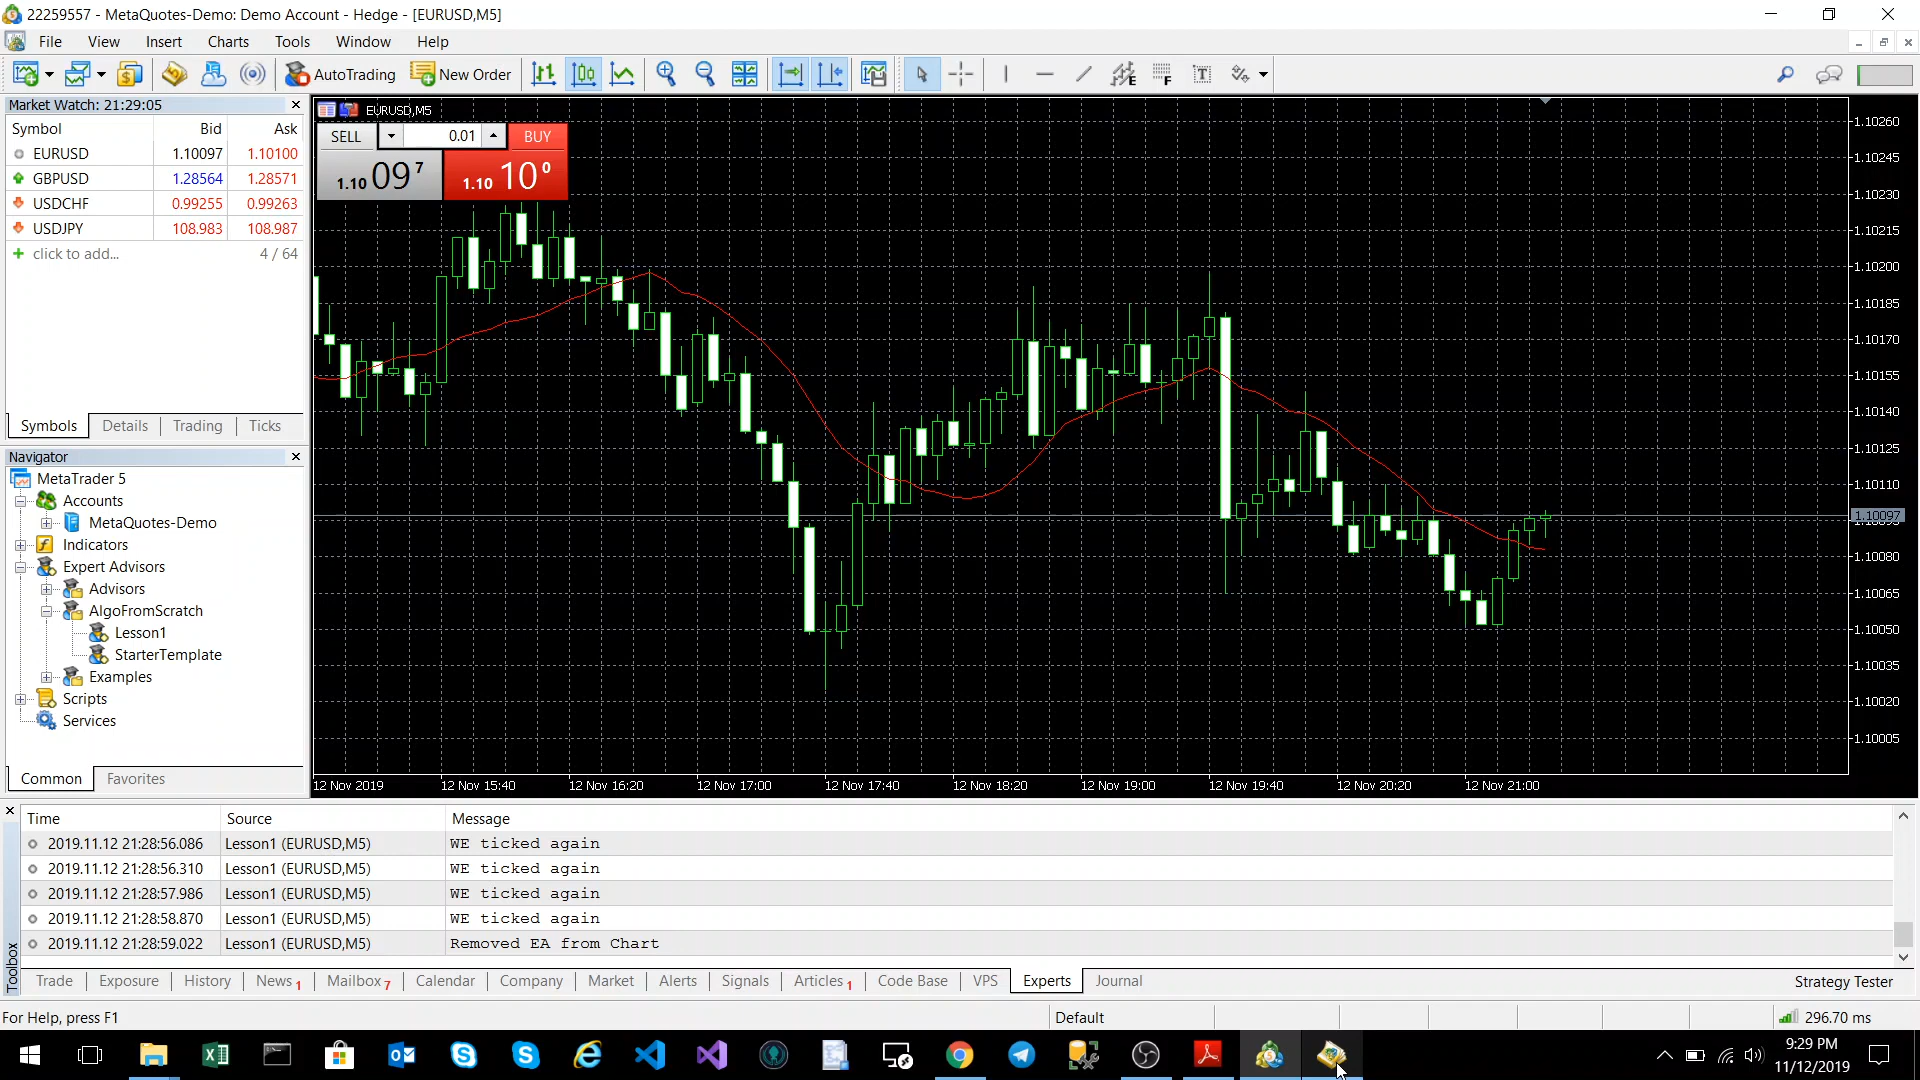 22259557 - MetaQuotes-Demo: Demo Account - Hedge - [EURUSD,M5]
File View Insert Charts Tools Window Help
AutoTrading New Order
E F T
Market Watch: 21:29:05
Symbol Bid Ask
EURUSD 1.10097 1.10100
GBPUSD 1.28564 1.28571
USDCHF 0.99255 0.99263
USDJPY 108.983 108.987
click to add... 4 / 64
Symbols Details Trading Ticks
Navigator
MetaTrader 5
Accounts
MetaQuotes-Demo
Indicators
Expert Advisors
Advisors
AlgoFromScratch
Lesson1
StarterTemplate
Examples
Scripts
Services
Common Favorites
EURUSD,M5
SELL 0.01 BUY
1.10 09 7 1.10 10 0
1.10260
1.10245
1.10230
1.10215
1.10200
1.10185
1.10170
1.10155
1.10140
1.10125
1.10110
1.10097
1.10080
1.10065
1.10050
1.10035
1.10020
1.10005
12 Nov 2019 12 Nov 15:40 12 Nov 16:20 12 Nov 17:00 12 Nov 17:40 12 Nov 18:20 12 Nov 19:00 12 Nov 19:40 12 Nov 20:20 12 Nov 21:00
Toolbox
Time Source Message
2019.11.12 21:28:56.086 Lesson1 (EURUSD,M5) WE ticked again
2019.11.12 21:28:56.310 Lesson1 (EURUSD,M5) WE ticked again
2019.11.12 21:28:57.986 Lesson1 (EURUSD,M5) WE ticked again
2019.11.12 21:28:58.870 Lesson1 (EURUSD,M5) WE ticked again
2019.11.12 21:28:59.022 Lesson1 (EURUSD,M5) Removed EA from Chart
Trade Exposure History News 1 Mailbox 7 Calendar Company Market Alerts Signals Articles 1 Code Base VPS Experts Journal Strategy Tester
For Help, press F1 Default 296.70 ms
9:29 PM
11/12/2019